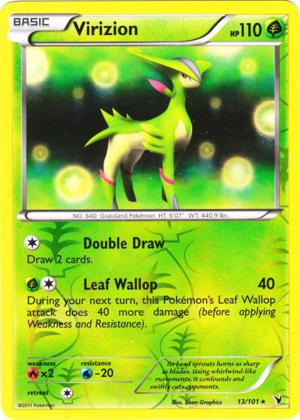 BASIC
Virizion
HP110
NO. 640 Grassland Pokémon HT: 6'07" WT: 440.9 lbs.
Double Draw
Draw 2 cards.
Leaf Wallop 40
During your next turn, this Pokémon's Leaf Wallop
attack does 40 more damage (before applying
Weakness and Resistance).
weakness
×2
resistance
-20
retreat
Its head sprouts horns as sharp as
blades. Using whirlwind-like
movements, it confounds and
swiftly cuts opponents.
©2011 Pokémon
Illus. 5ban Graphics
13/101★